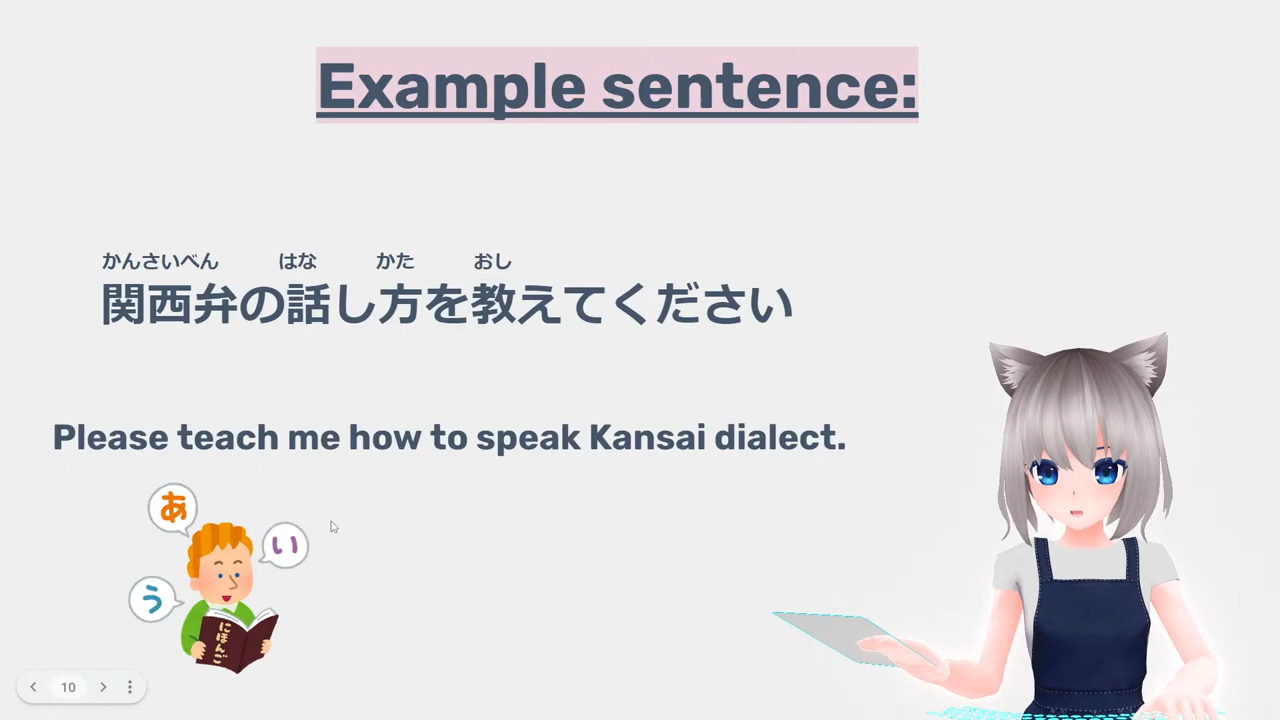 Example sentence:
かんさいべん はな かた おし
関西弁の話し方を教えてください
Please teach me how to speak Kansai dialect.
あ
い
う
にほんご
10